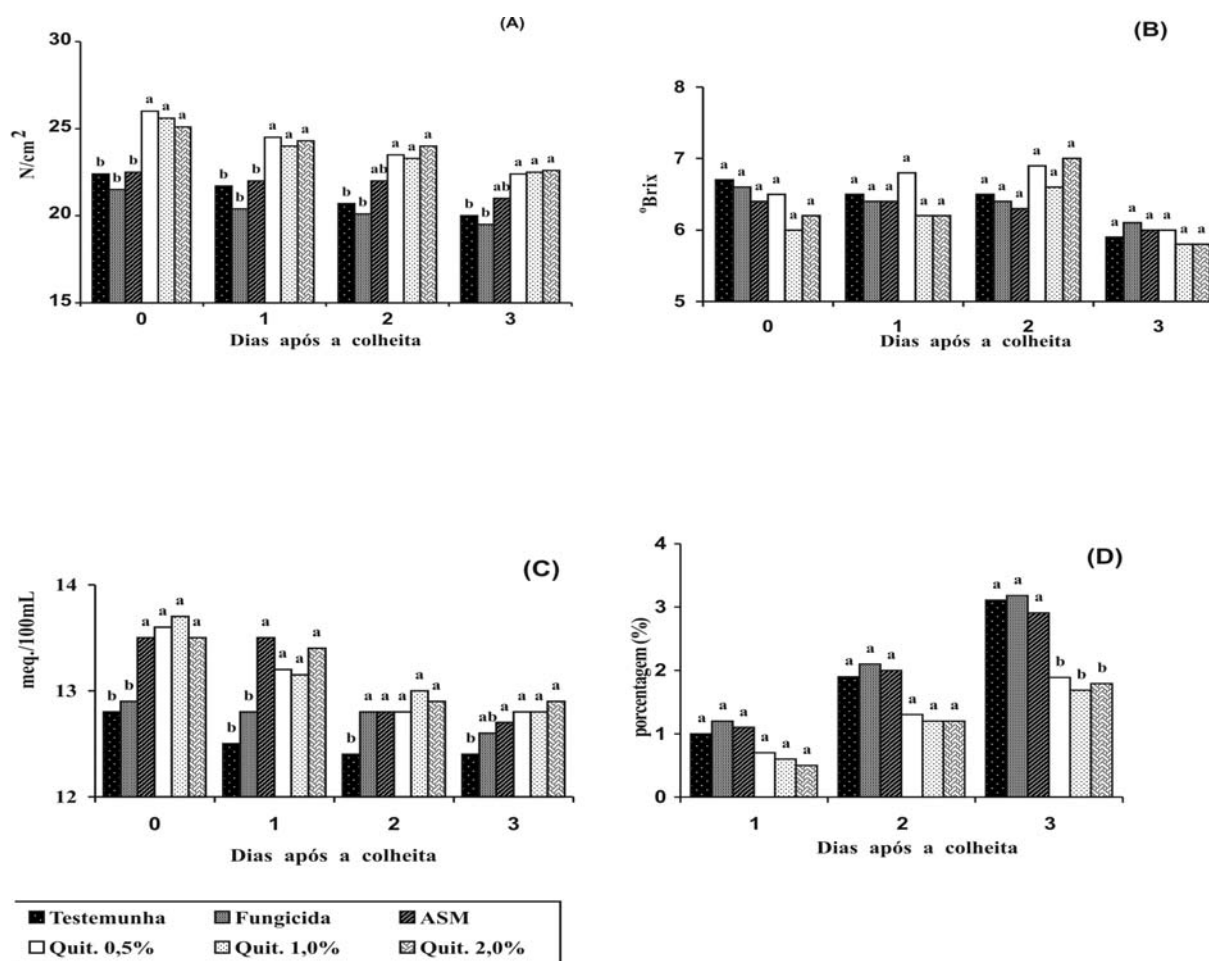 (A)
N/cm²
30
25
20
15
b b b a a a
b b b a a a
b b ab a a a
b b ab a a a
0 1 2 3
Dias após a colheita
(B)
⁰Brix
8
7
6
5
a a a a a a
a a a a a a
a a a a a a
a a a a a a
0 1 2 3
Dias após a colheita
(C)
meq./100mL
14
13
12
b b a a a a
b b a a a a
b a a a a a
b ab a a a a
0 1 2 3
Dias após a colheita
(D)
porcentagem (%)
4
3
2
1
0
a a a a a a
a a a a a a
a a a b b b
1 2 3
Dias após a colheita
Testemunha Fungicida ASM
Quit. 0,5% Quit. 1,0% Quit. 2,0%